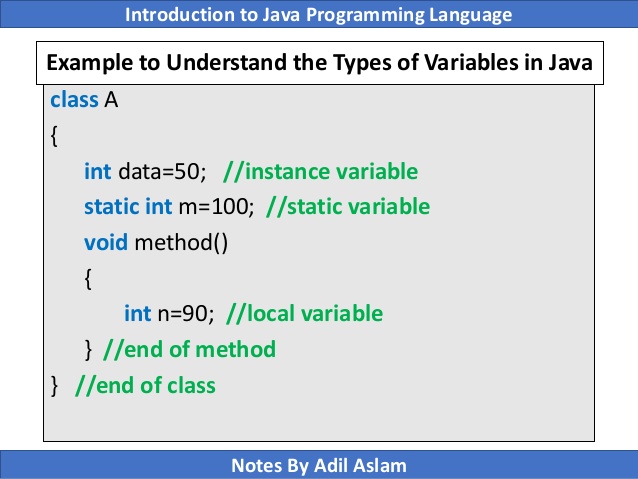 Introduction to Java Programming Language
Example to Understand the Types of Variables in Java
class A
{
int data=50; //instance variable
static int m=100; //static variable
void method()
{
int n=90; //local variable
} //end of method
} //end of class
Notes By Adil Aslam